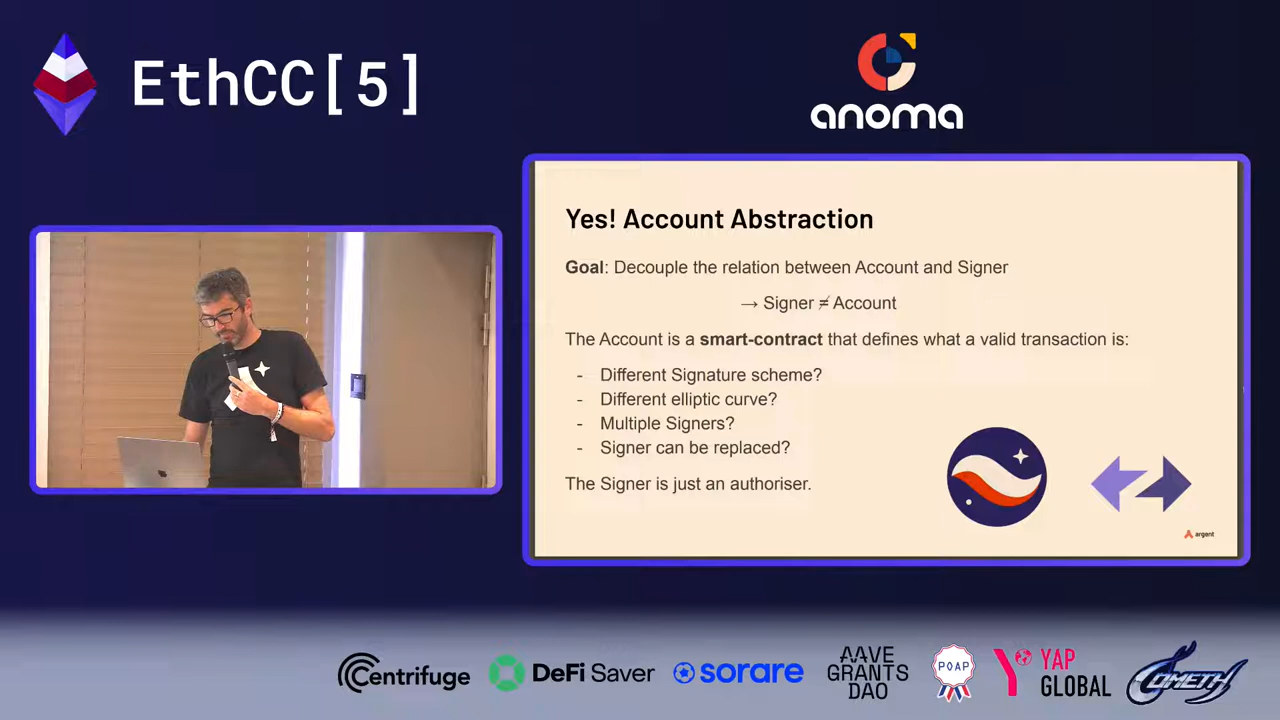 EthCC[5]
anoma
Yes! Account Abstraction
Goal: Decouple the relation between Account and Signer
→ Signer ≠ Account
The Account is a smart-contract that defines what a valid transaction is:
- Different Signature scheme?
- Different elliptic curve?
- Multiple Signers?
- Signer can be replaced?
The Signer is just an authoriser.
argent
Centrifuge
DeFi Saver
sorare
AAVE
GRANTS
DAO
POAP
YAP
GLOBAL
COMETH